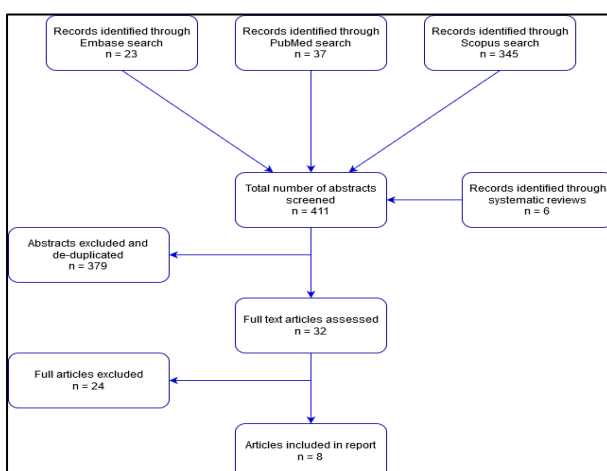 Records identified through
Embase search
n = 23
Records identified through
PubMed search
n = 37
Records identified through
Scopus search
n = 345
Total number of abstracts
screened
n = 411
Records identified through
systematic reviews
n = 6
Abstracts excluded and
de-duplicated
n = 379
Full text articles assessed
n = 32
Full articles excluded
n = 24
Articles included in report
n = 8